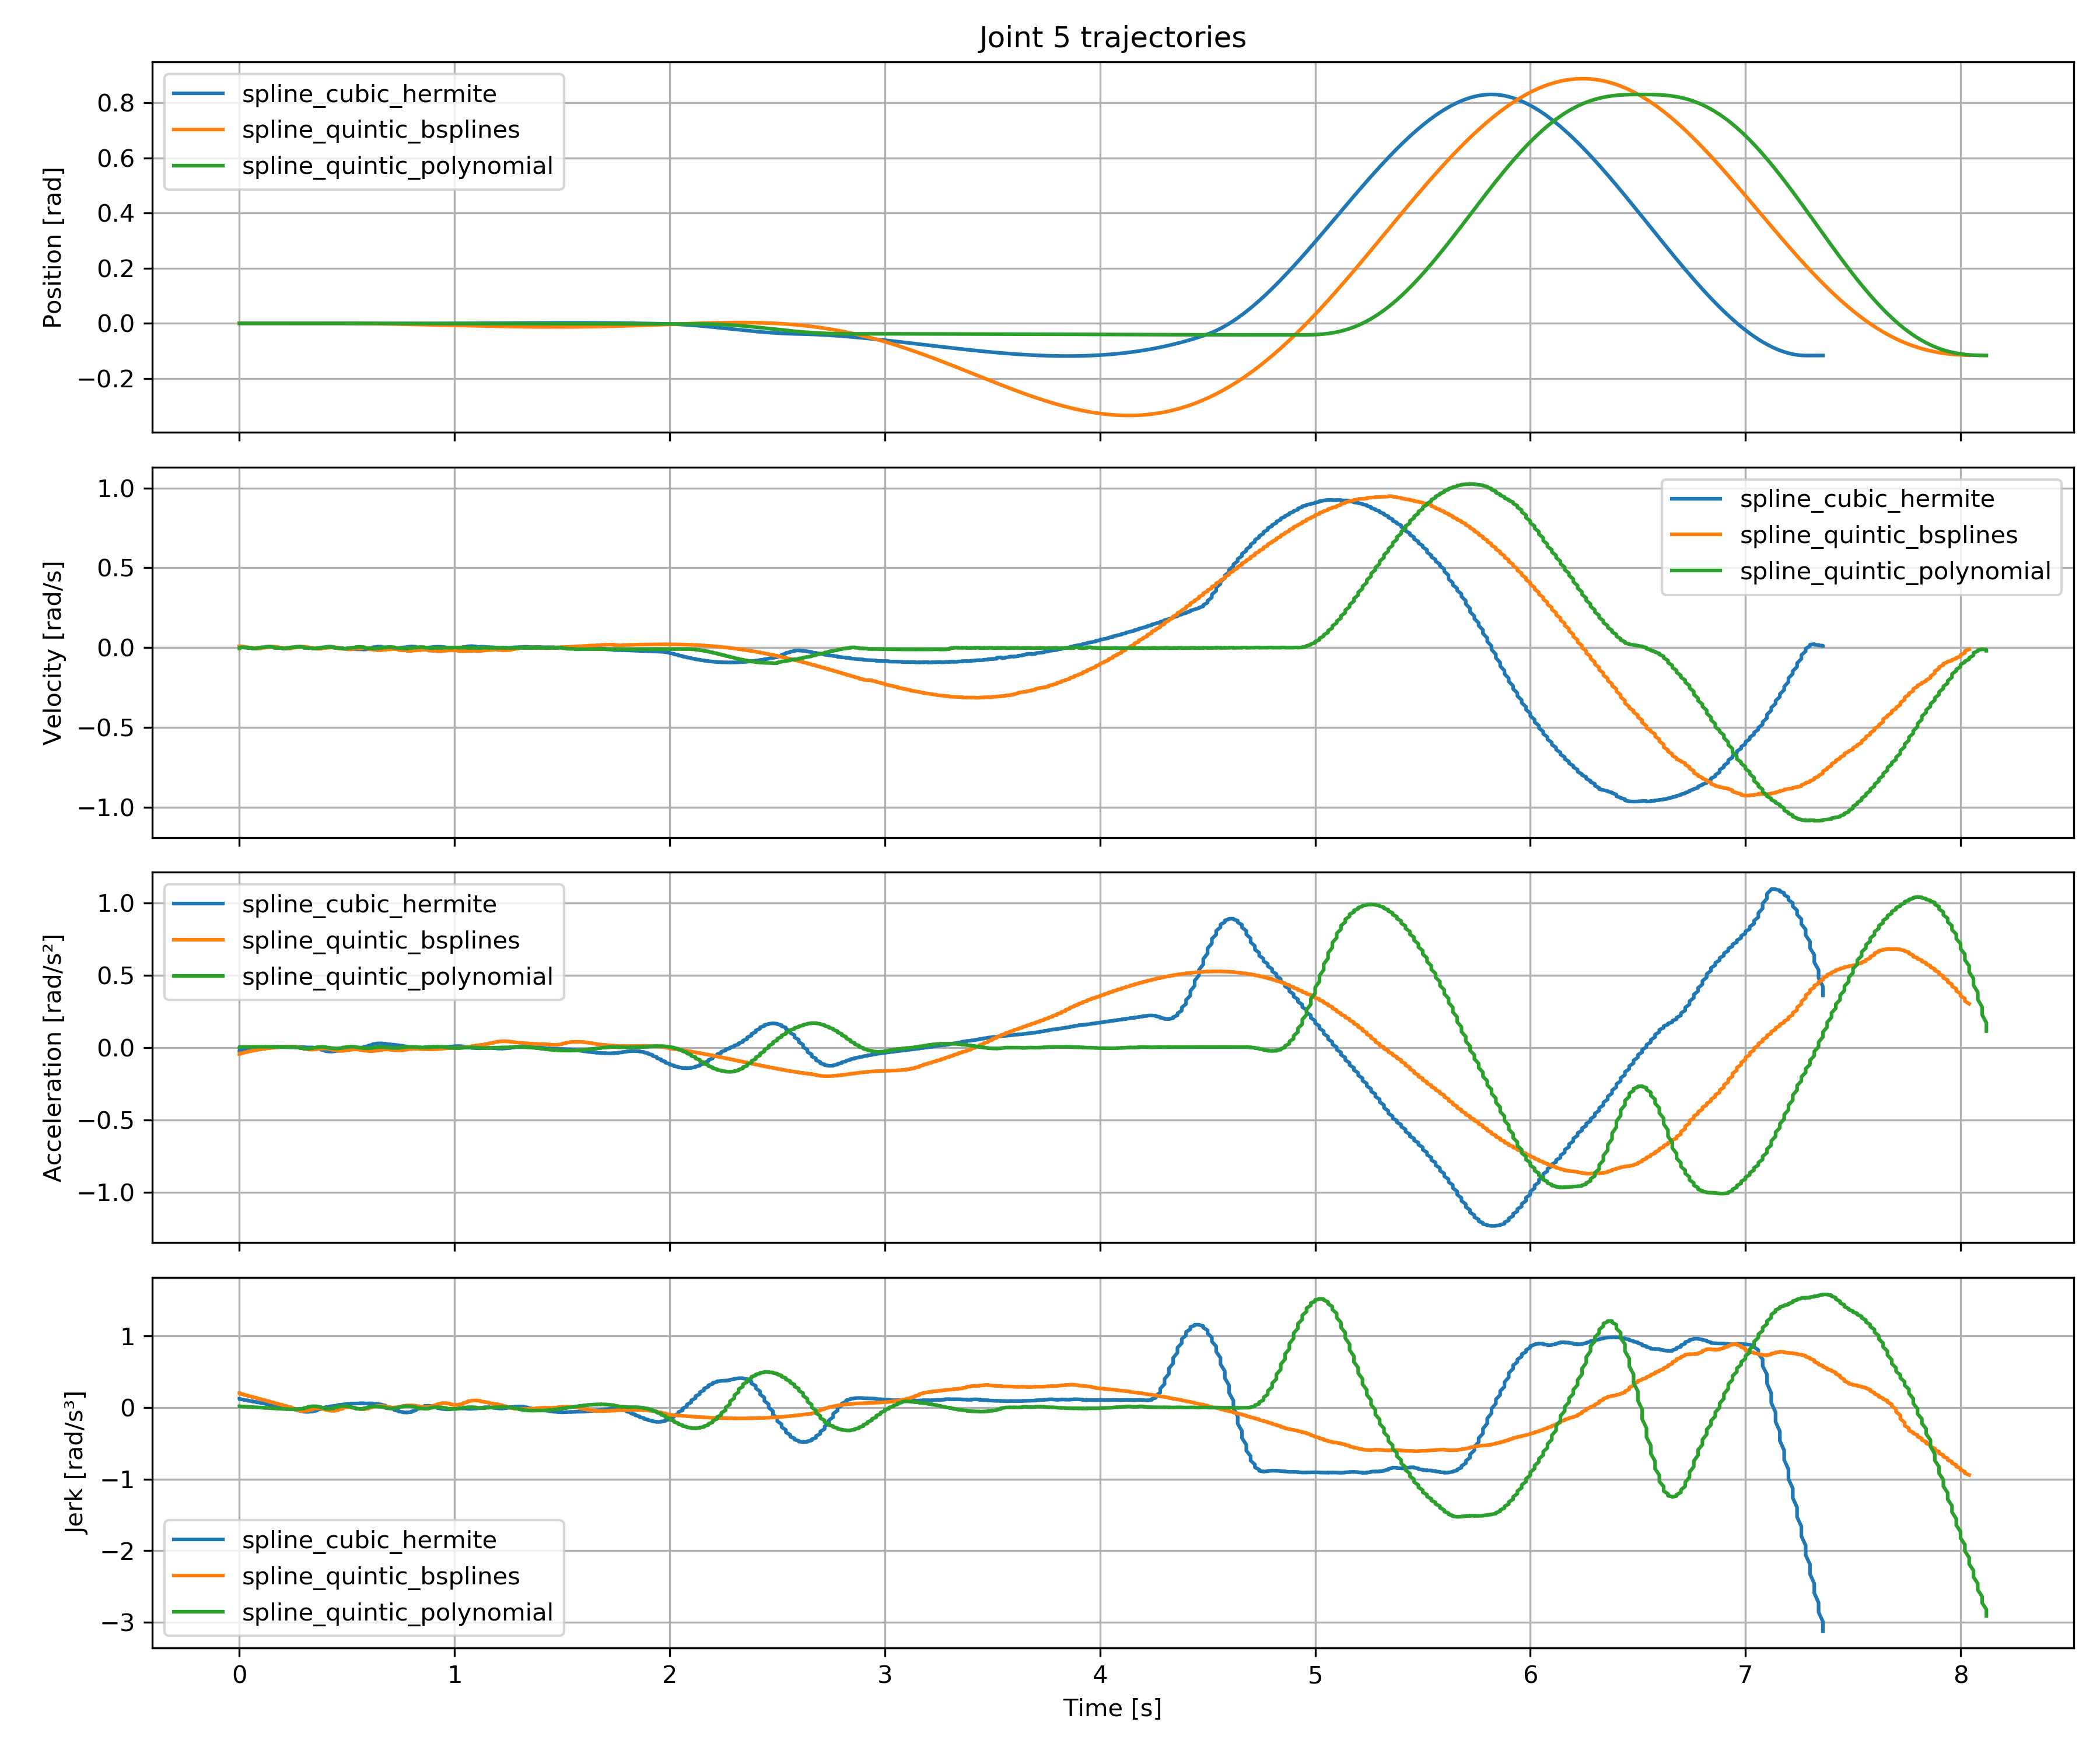 Joint 5 trajectories
Position [rad]
0.8
0.6
0.4
0.2
0.0
−0.2
spline_cubic_hermite
spline_quintic_bsplines
spline_quintic_polynomial
Velocity [rad/s]
1.0
0.5
0.0
−0.5
−1.0
spline_cubic_hermite
spline_quintic_bsplines
spline_quintic_polynomial
Acceleration [rad/s²]
1.0
0.5
0.0
−0.5
−1.0
spline_cubic_hermite
spline_quintic_bsplines
spline_quintic_polynomial
Jerk [rad/s³]
1
0
−1
−2
−3
spline_cubic_hermite
spline_quintic_bsplines
spline_quintic_polynomial
0 1 2 3 4 5 6 7 8
Time [s]